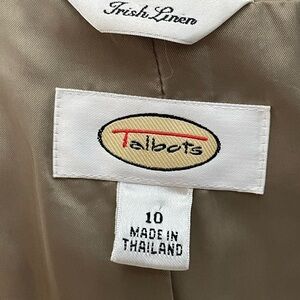 Irish Linen
Talbots
10
MADE IN
THAILAND